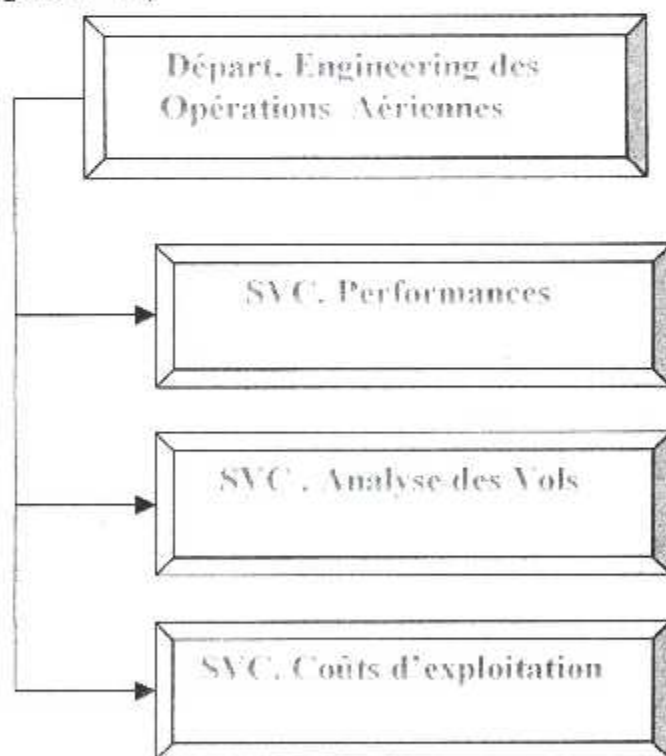 Départ. Engineering des
Opérations Aériennes
SVC. Performances
SVC . Analyse des Vols
SVC. Coûts d'exploitation